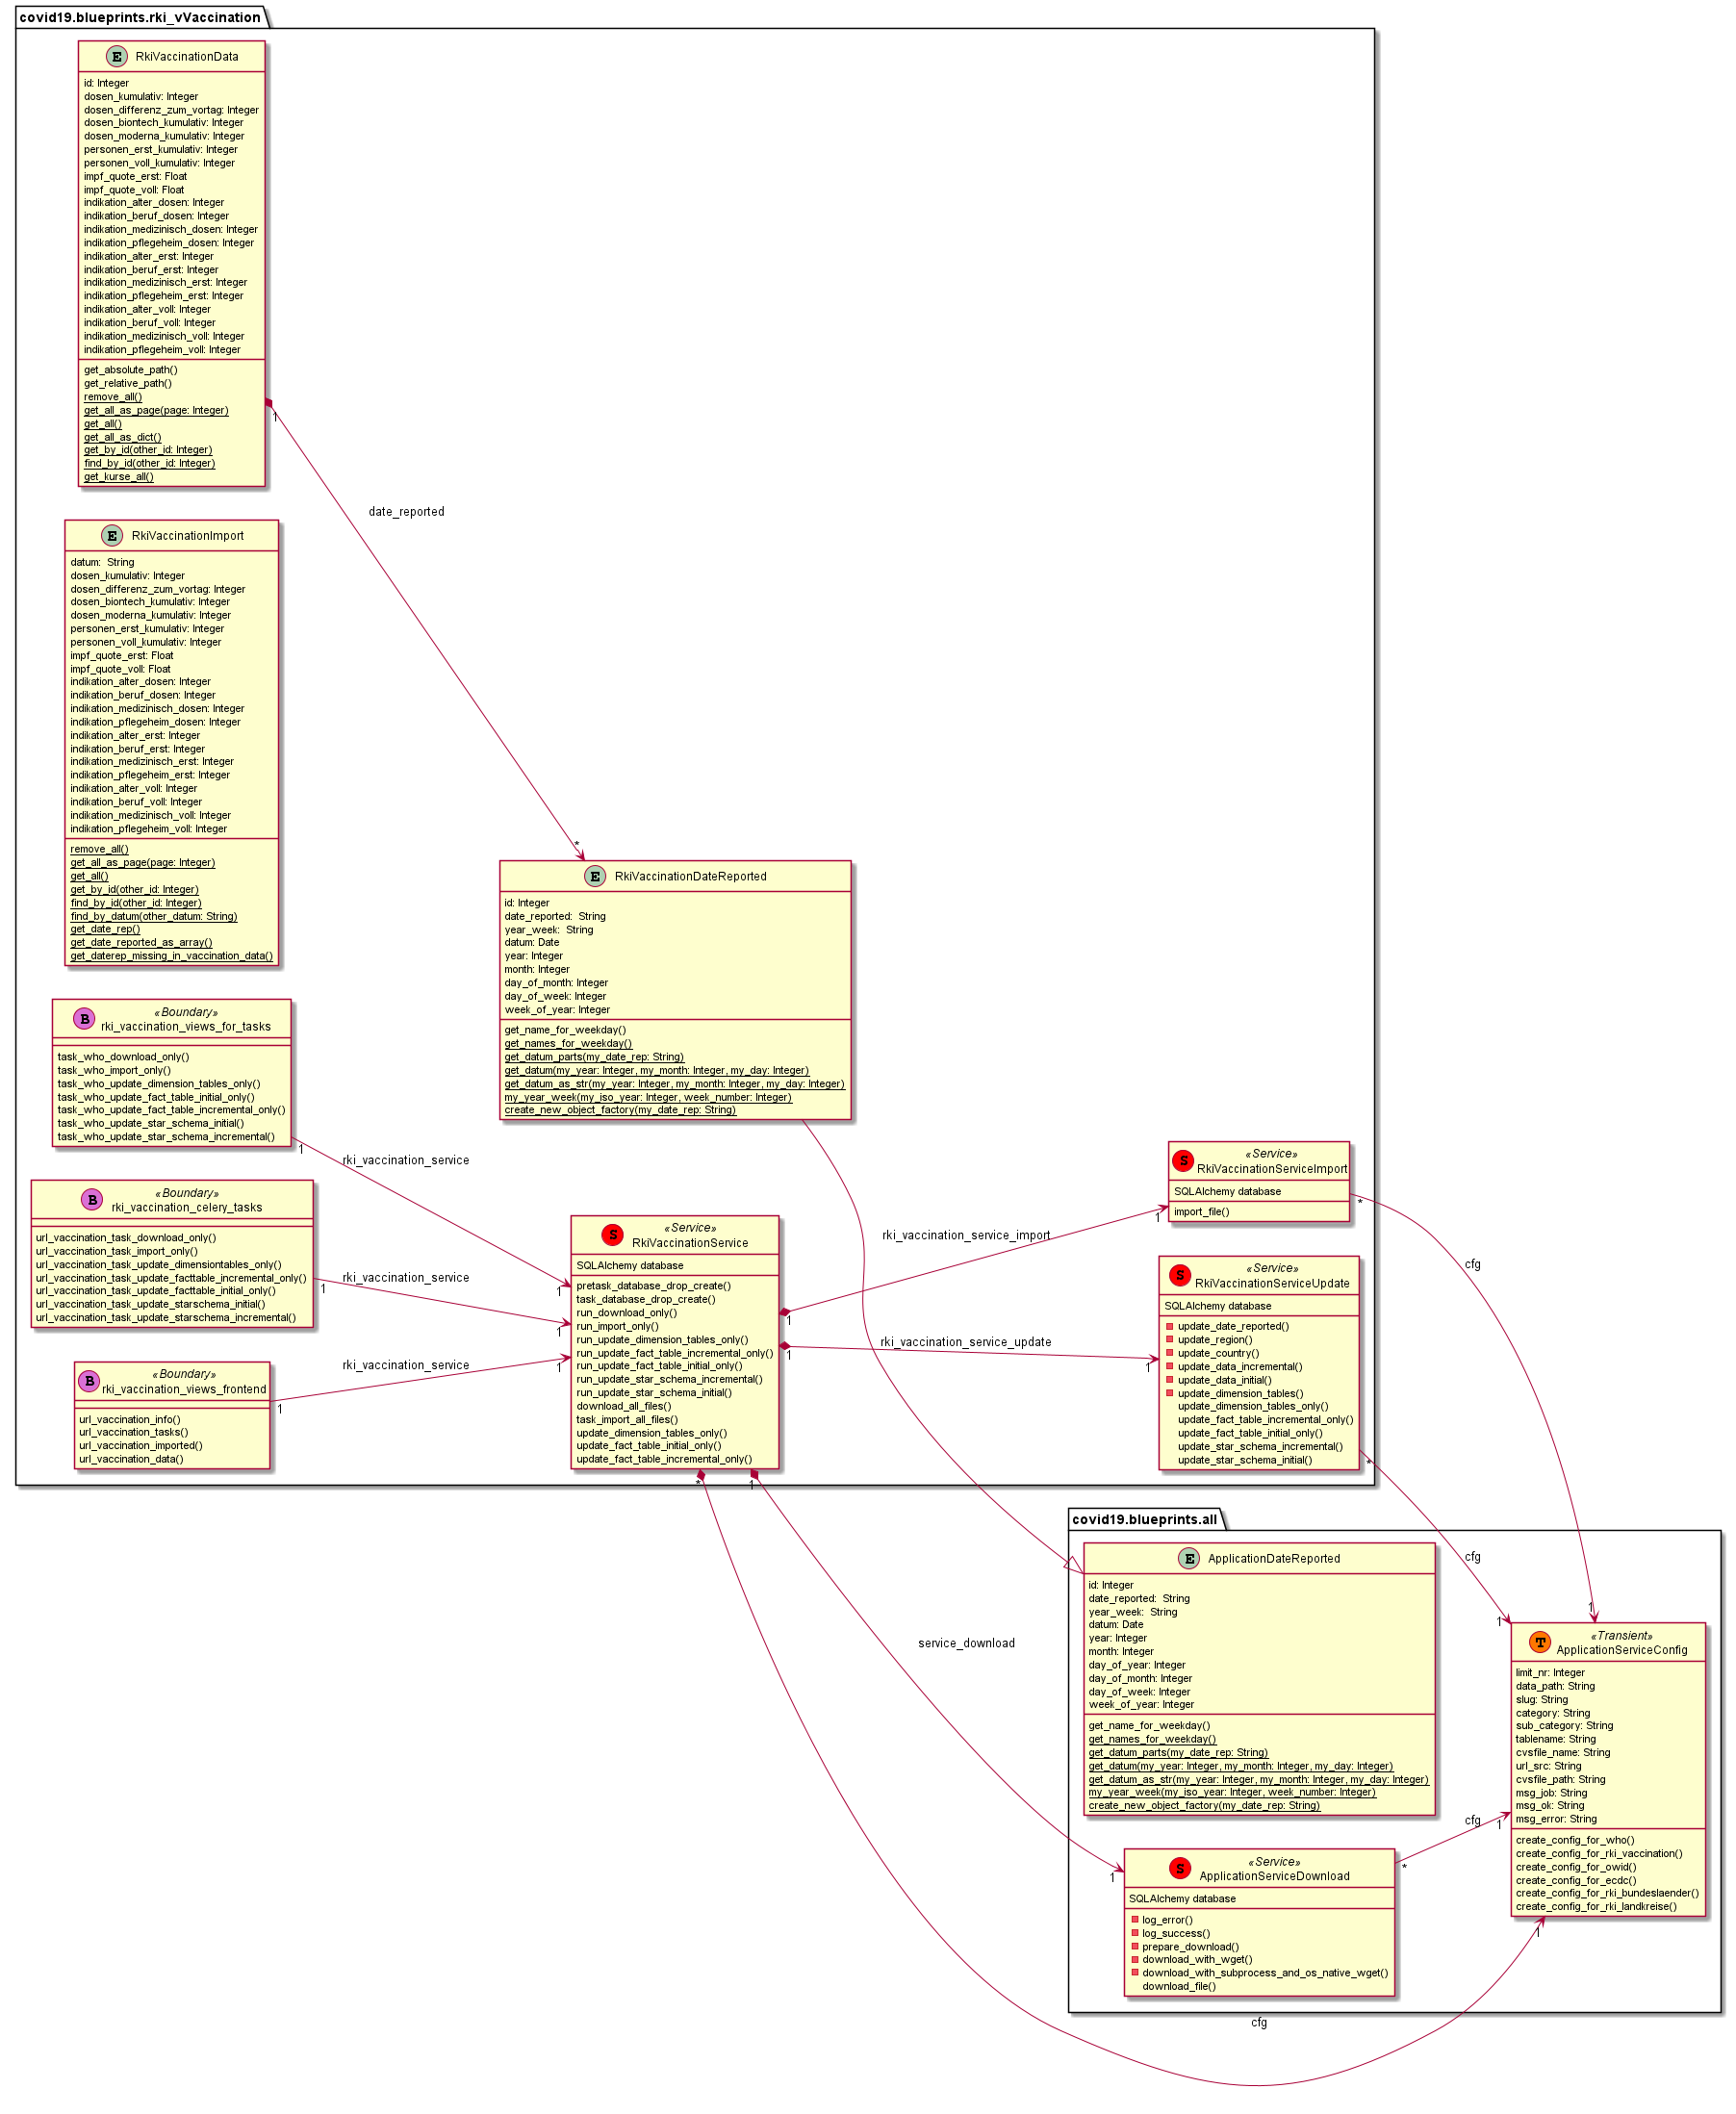 covid19.blueprints.rki_vVaccination
E RkiVaccinationData
id: Integer
dosen_kumulativ: Integer
dosen_differenz_zum_vortag: Integer
dosen_biontech_kumulativ: Integer
dosen_moderna_kumulativ: Integer
personen_erst_kumulativ: Integer
personen_voll_kumulativ: Integer
impf_quote_erst: Float
impf_quote_voll: Float
indikation_alter_dosen: Integer
indikation_beruf_dosen: Integer
indikation_medizinisch_dosen: Integer
indikation_pflegeheim_dosen: Integer
indikation_alter_erst: Integer
indikation_beruf_erst: Integer
indikation_medizinisch_erst: Integer
indikation_pflegeheim_erst: Integer
indikation_alter_voll: Integer
indikation_beruf_voll: Integer
indikation_medizinisch_voll: Integer
indikation_pflegeheim_voll: Integer
get_absolute_path()
get_relative_path()
remove_all()
get_all_as_page(page: Integer)
get_all()
get_all_as_dict()
get_by_id(other_id: Integer)
find_by_id(other_id: Integer)
get_kurse_all()
1
date_reported
*
E RkiVaccinationImport
datum:  String
dosen_kumulativ: Integer
dosen_differenz_zum_vortag: Integer
dosen_biontech_kumulativ: Integer
dosen_moderna_kumulativ: Integer
personen_erst_kumulativ: Integer
personen_voll_kumulativ: Integer
impf_quote_erst: Float
impf_quote_voll: Float
indikation_alter_dosen: Integer
indikation_beruf_dosen: Integer
indikation_medizinisch_dosen: Integer
indikation_pflegeheim_dosen: Integer
indikation_alter_erst: Integer
indikation_beruf_erst: Integer
indikation_medizinisch_erst: Integer
indikation_pflegeheim_erst: Integer
indikation_alter_voll: Integer
indikation_beruf_voll: Integer
indikation_medizinisch_voll: Integer
indikation_pflegeheim_voll: Integer
remove_all()
get_all_as_page(page: Integer)
get_all()
get_by_id(other_id: Integer)
find_by_id(other_id: Integer)
find_by_datum(other_datum: String)
get_date_rep()
get_date_reported_as_array()
get_daterep_missing_in_vaccination_data()
E RkiVaccinationDateReported
id: Integer
date_reported:  String
year_week:  String
datum: Date
year: Integer
month: Integer
day_of_month: Integer
day_of_week: Integer
week_of_year: Integer
get_name_for_weekday()
get_names_for_weekday()
get_datum_parts(my_date_rep: String)
get_datum(my_year: Integer, my_month: Integer, my_day: Integer)
get_datum_as_str(my_year: Integer, my_month: Integer, my_day: Integer)
my_year_week(my_iso_year: Integer, week_number: Integer)
create_new_object_factory(my_date_rep: String)
B «Boundary»
rki_vaccination_views_for_tasks
task_who_download_only()
task_who_import_only()
task_who_update_dimension_tables_only()
task_who_update_fact_table_initial_only()
task_who_update_fact_table_incremental_only()
task_who_update_star_schema_initial()
task_who_update_star_schema_incremental()
1
rki_vaccination_service
1
B «Boundary»
rki_vaccination_celery_tasks
url_vaccination_task_download_only()
url_vaccination_task_import_only()
url_vaccination_task_update_dimensiontables_only()
url_vaccination_task_update_facttable_incremental_only()
url_vaccination_task_update_facttable_initial_only()
url_vaccination_task_update_starschema_initial()
url_vaccination_task_update_starschema_incremental()
1
rki_vaccination_service
1
B «Boundary»
rki_vaccination_views_frontend
url_vaccination_info()
url_vaccination_tasks()
url_vaccination_imported()
url_vaccination_data()
1
rki_vaccination_service
1
S «Service»
RkiVaccinationService
SQLAlchemy database
pretask_database_drop_create()
task_database_drop_create()
run_download_only()
run_import_only()
run_update_dimension_tables_only()
run_update_fact_table_incremental_only()
run_update_fact_table_initial_only()
run_update_star_schema_incremental()
run_update_star_schema_initial()
download_all_files()
task_import_all_files()
update_dimension_tables_only()
update_fact_table_initial_only()
update_fact_table_incremental_only()
1
rki_vaccination_service_import
1
1
rki_vaccination_service_update
1
S «Service»
RkiVaccinationServiceImport
SQLAlchemy database
import_file()
*
cfg
1
S «Service»
RkiVaccinationServiceUpdate
SQLAlchemy database
update_date_reported()
update_region()
update_country()
update_data_incremental()
update_data_initial()
update_dimension_tables()
update_dimension_tables_only()
update_fact_table_incremental_only()
update_fact_table_initial_only()
update_star_schema_incremental()
update_star_schema_initial()
*
cfg
1
*
1
service_download
1
covid19.blueprints.all
E ApplicationDateReported
id: Integer
date_reported:  String
year_week:  String
datum: Date
year: Integer
month: Integer
day_of_year: Integer
day_of_month: Integer
day_of_week: Integer
week_of_year: Integer
get_name_for_weekday()
get_names_for_weekday()
get_datum_parts(my_date_rep: String)
get_datum(my_year: Integer, my_month: Integer, my_day: Integer)
get_datum_as_str(my_year: Integer, my_month: Integer, my_day: Integer)
my_year_week(my_iso_year: Integer, week_number: Integer)
create_new_object_factory(my_date_rep: String)
T «Transient»
ApplicationServiceConfig
limit_nr: Integer
data_path: String
slug: String
category: String
sub_category: String
tablename: String
cvsfile_name: String
url_src: String
cvsfile_path: String
msg_job: String
msg_ok: String
msg_error: String
create_config_for_who()
create_config_for_rki_vaccination()
create_config_for_owid()
create_config_for_ecdc()
create_config_for_rki_bundeslaender()
create_config_for_rki_landkreise()
S «Service»
ApplicationServiceDownload
SQLAlchemy database
log_error()
log_success()
prepare_download()
download_with_wget()
download_with_subprocess_and_os_native_wget()
download_file()
*
cfg
1
1
cfg